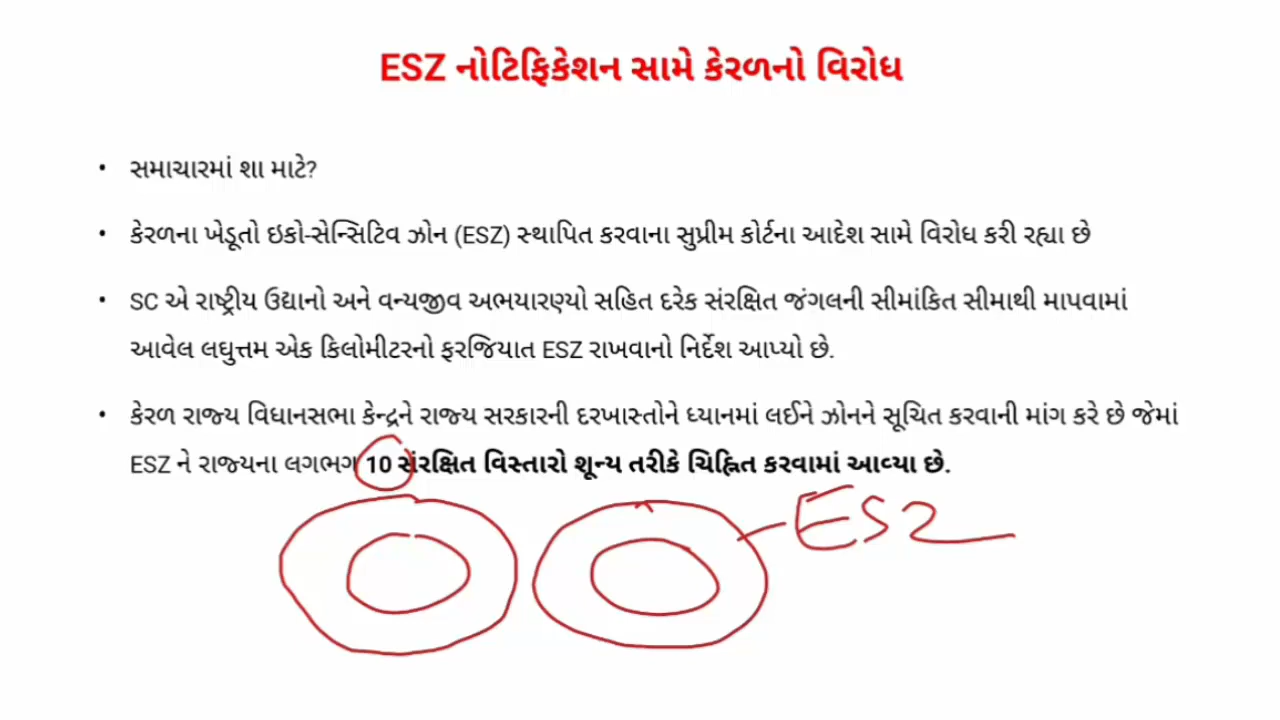 ESZ નોટિફિકેશન સામે કેરળનો વિરોધ
• સમાચારમાં શા માટે?
• કેરળના ખેડૂતો ઇકો-સેન્સિટિવ ઝોન (ESZ) સ્થાપિત કરવાના સુપ્રીમ કોર્ટના આદેશ સામે વિરોધ કરી રહ્યા છે
• SC એ રાષ્ટ્રીય ઉદ્યાનો અને વન્યજીવ અભયારણ્યો સહિત દરેક સંરક્ષિત જંગલની સીમાંકિત સીમાથી માપવામાં
આવેલ લઘુત્તમ એક કિલોમીટરનો ફરજિયાત ESZ રાખવાનો નિર્દેશ આપ્યો છે.
• કેરળ રાજ્ય વિધાનસભા કેન્દ્રને રાજ્ય સરકારની દરખાસ્તોને ધ્યાનમાં લઈને ઝોનને સૂચિત કરવાની માંગ કરે છે જેમાં
ESZ ને રાજ્યના લગભગ 10 સંરક્ષિત વિસ્તારો શૂન્ય તરીકે ચિહ્નિત કરવામાં આવ્યા છે.
ESZ